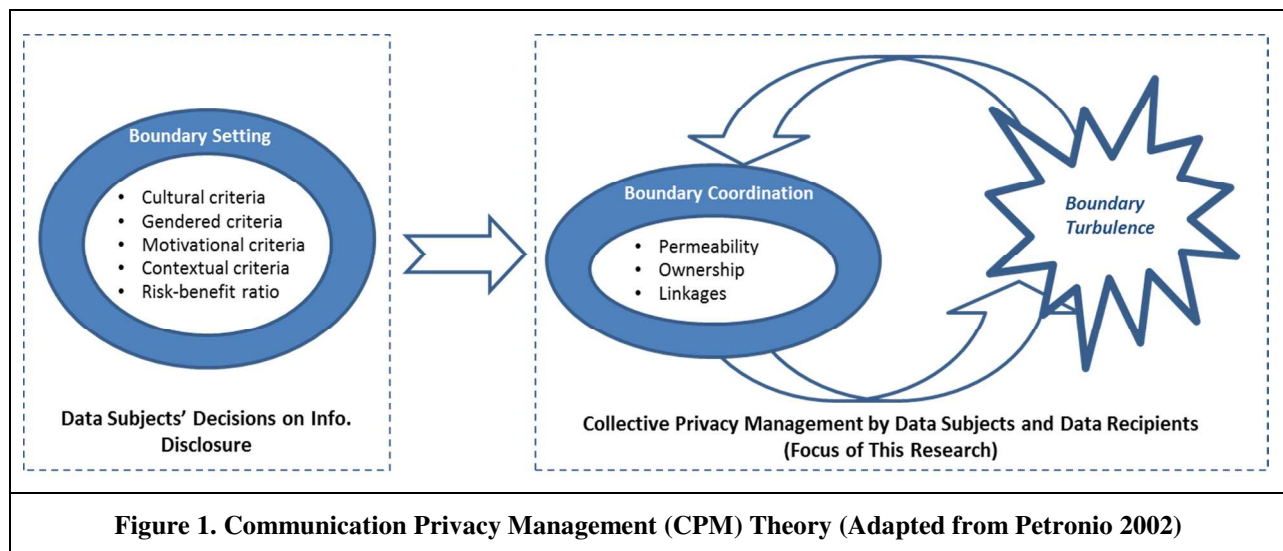 Boundary Setting
• Cultural criteria
• Gendered criteria
• Motivational criteria
• Contextual criteria
• Risk-benefit ratio
Data Subjects’ Decisions on Info.
Disclosure
Boundary Coordination
• Permeability
• Ownership
• Linkages
Boundary
Turbulence
Collective Privacy Management by Data Subjects and Data Recipients
(Focus of This Research)
Figure 1. Communication Privacy Management (CPM) Theory (Adapted from Petronio 2002)